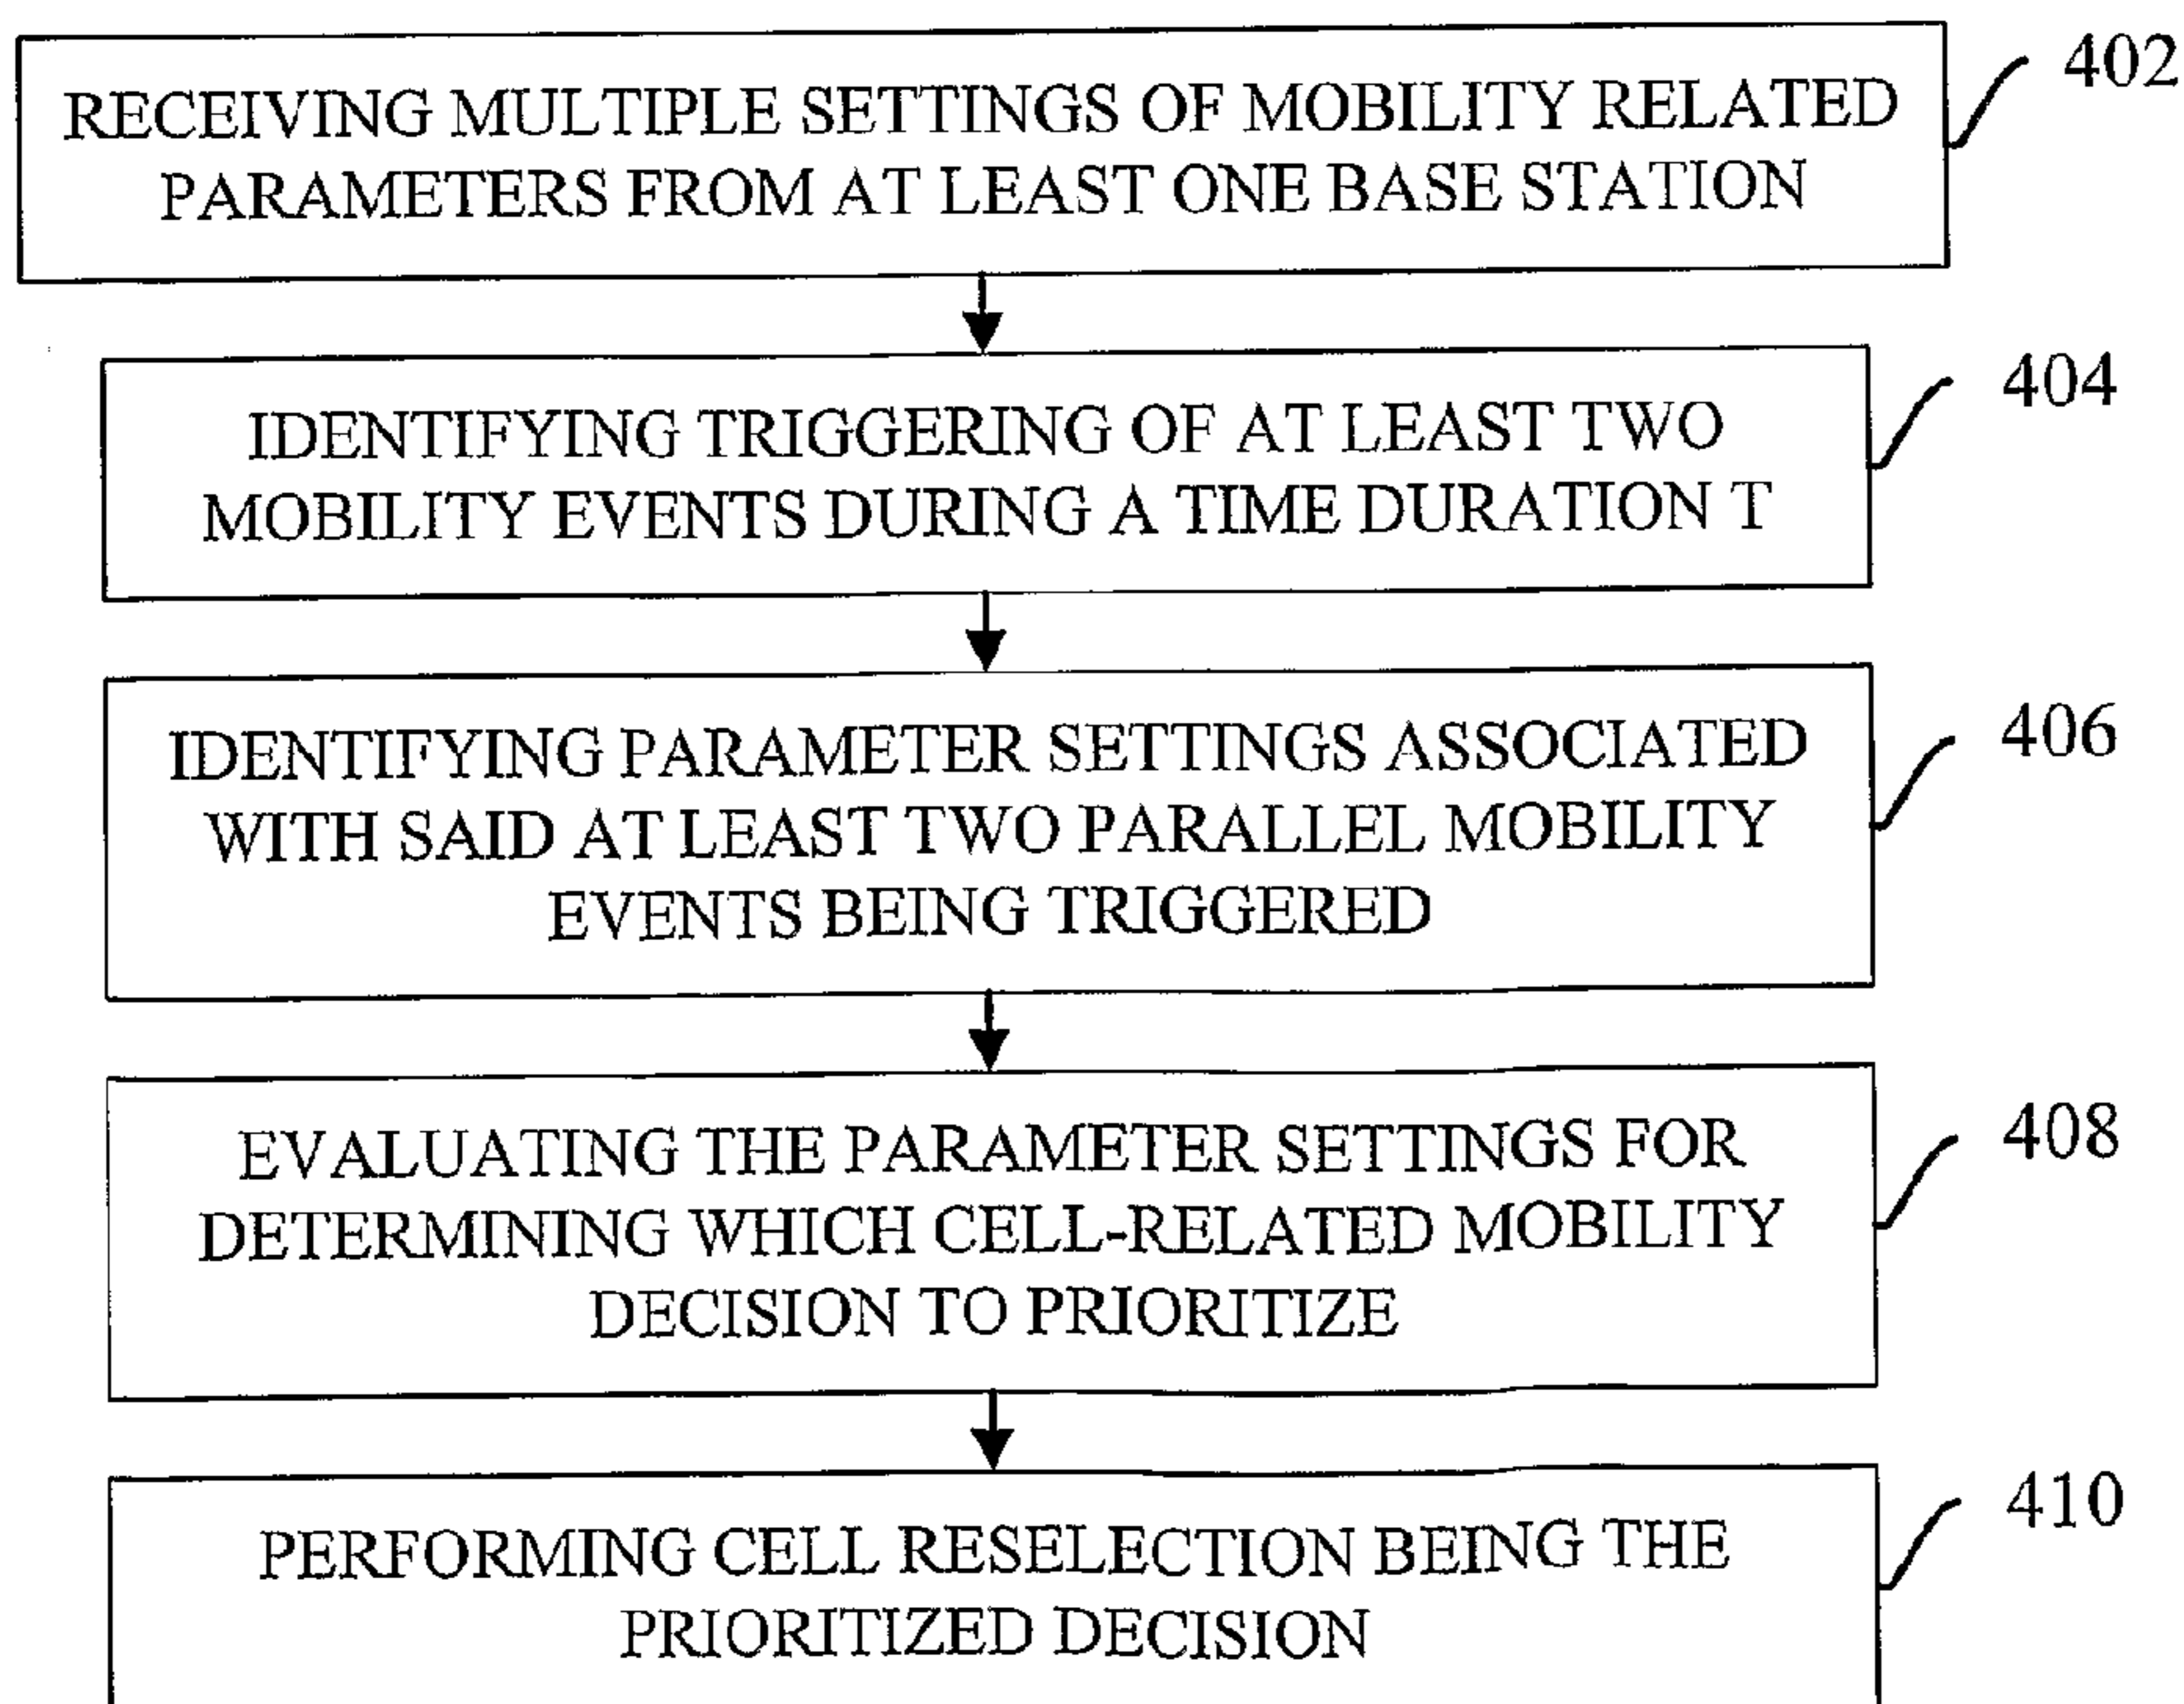 RECEIVING MULTIPLE SETTINGS OF MOBILITY RELATED
PARAMETERS FROM AT LEAST ONE BASE STATION
402
IDENTIFYING TRIGGERING OF AT LEAST TWO
MOBILITY EVENTS DURING A TIME DURATION T
404
IDENTIFYING PARAMETER SETTINGS ASSOCIATED
WITH SAID AT LEAST TWO PARALLEL MOBILITY
EVENTS BEING TRIGGERED
406
EVALUATING THE PARAMETER SETTINGS FOR
DETERMINING WHICH CELL-RELATED MOBILITY
DECISION TO PRIORITIZE
408
PERFORMING CELL RESELECTION BEING THE
PRIORITIZED DECISION
410